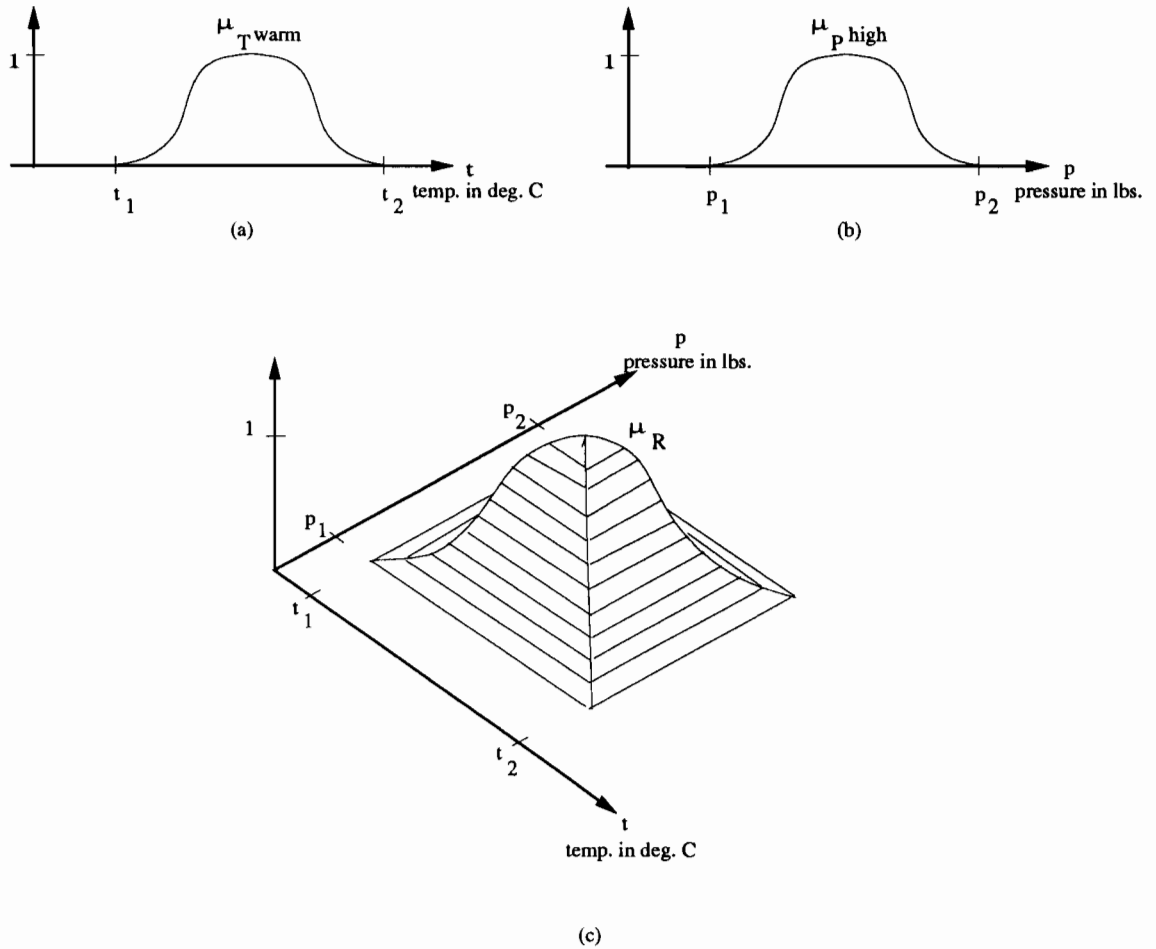 μ T warm
1
t
t 1
t 2
temp. in deg. C
(a)
μ P high
1
p
p 1
p 2
pressure in lbs.
(b)
p
pressure in lbs.
p 2
1
μ R
p 1
t 1
t 2
t
temp. in deg. C
(c)